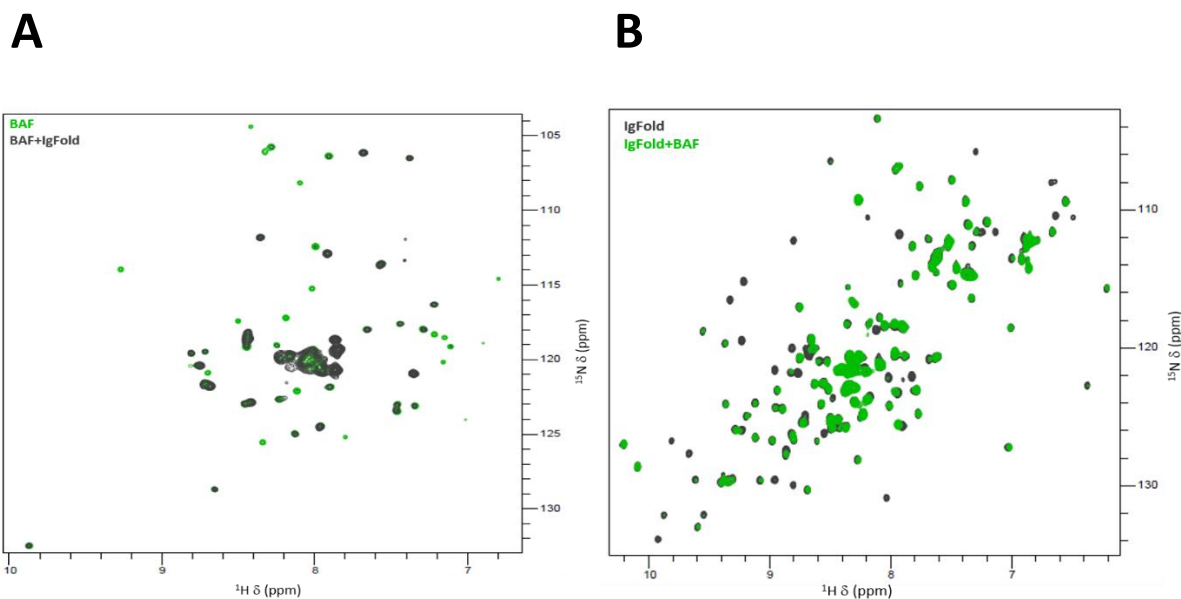 A
BAF
BAF+IgFold
105
110
115
120
125
130
10
9
8
7
¹H δ (ppm)
¹⁵N δ (ppm)
B
IgFold
IgFold+BAF
110
120
130
10
9
8
7
¹H δ (ppm)
¹⁵N δ (ppm)